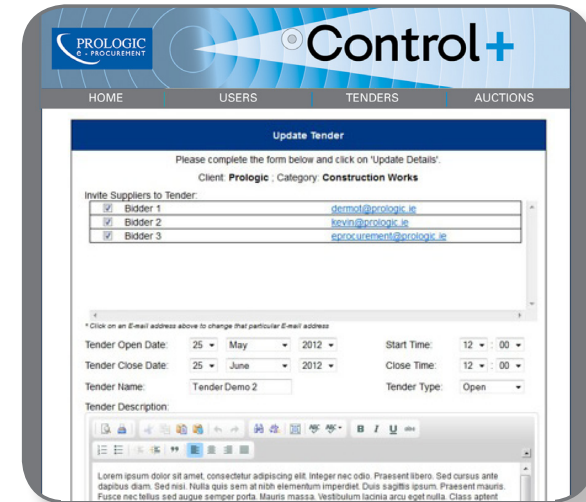 PROLOGIC
e - PROCUREMENT
Control+
HOME USERS TENDERS AUCTIONS
Update Tender
Please complete the form below and click on 'Update Details'.
Client: Prologic ; Category: Construction Works
Invite Suppliers to Tender:
Bidder 1 dermot@prologic.ie
Bidder 2 kevin@prologic.ie
Bidder 3 eprocurement@prologic.ie
* Click on an E-mail address above to change that particular E-mail address
Tender Open Date: 25 May 2012 Start Time: 12 : 00
Tender Close Date: 25 June 2012 Close Time: 12 : 00
Tender Name: Tender Demo 2 Tender Type: Open
Tender Description:
B I U abc
Lorem ipsum dolor sit amet, consectetur adipiscing elit. Integer nec odio. Praesent libero. Sed cursus ante
dapibus diam. Sed nisi. Nulla quis sem at nibh elementum imperdiet. Duis sagittis ipsum. Praesent mauris.
Fusce nec tellus sed augue semper porta. Mauris massa. Vestibulum lacinia arcu eget nulla. Class aptent